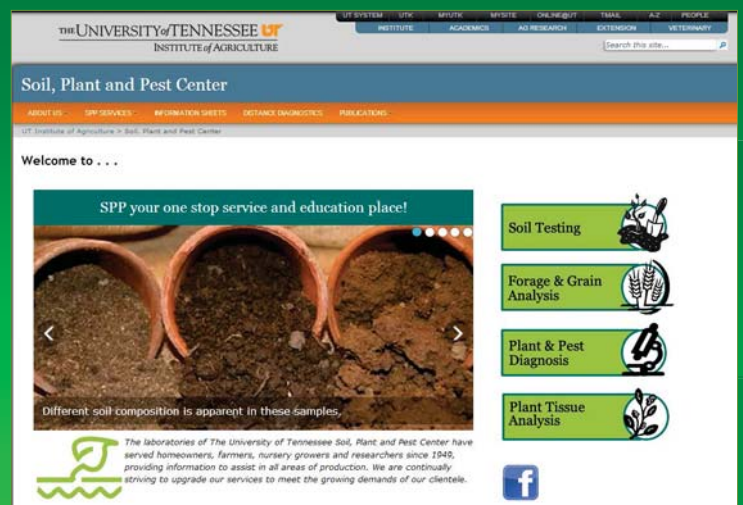 THE UNIVERSITY of TENNESSEE UT
INSTITUTE of AGRICULTURE
UT SYSTEM UTK MYUTK MYSITE ONLINE@UT TMAIL A-Z PEOPLE
INSTITUTE ACADEMICS AG RESEARCH EXTENSION VETERINARY
Search this site...
Soil, Plant and Pest Center
ABOUT US SPP SERVICES INFORMATION SHEETS DISTANCE DIAGNOSTICS PUBLICATIONS
UT Institute of Agriculture > Soil, Plant and Pest Center
Welcome to . . .
SPP your one stop service and education place!
Different soil composition is apparent in these samples.
The laboratories of The University of Tennessee Soil, Plant and Pest Center have
served homeowners, farmers, nursery growers and researchers since 1949,
providing information to assist in all areas of production. We are continually
striving to upgrade our services to meet the growing demands of our clientele.
Soil Testing
Forage & Grain
Analysis
Plant & Pest
Diagnosis
Plant Tissue
Analysis
f